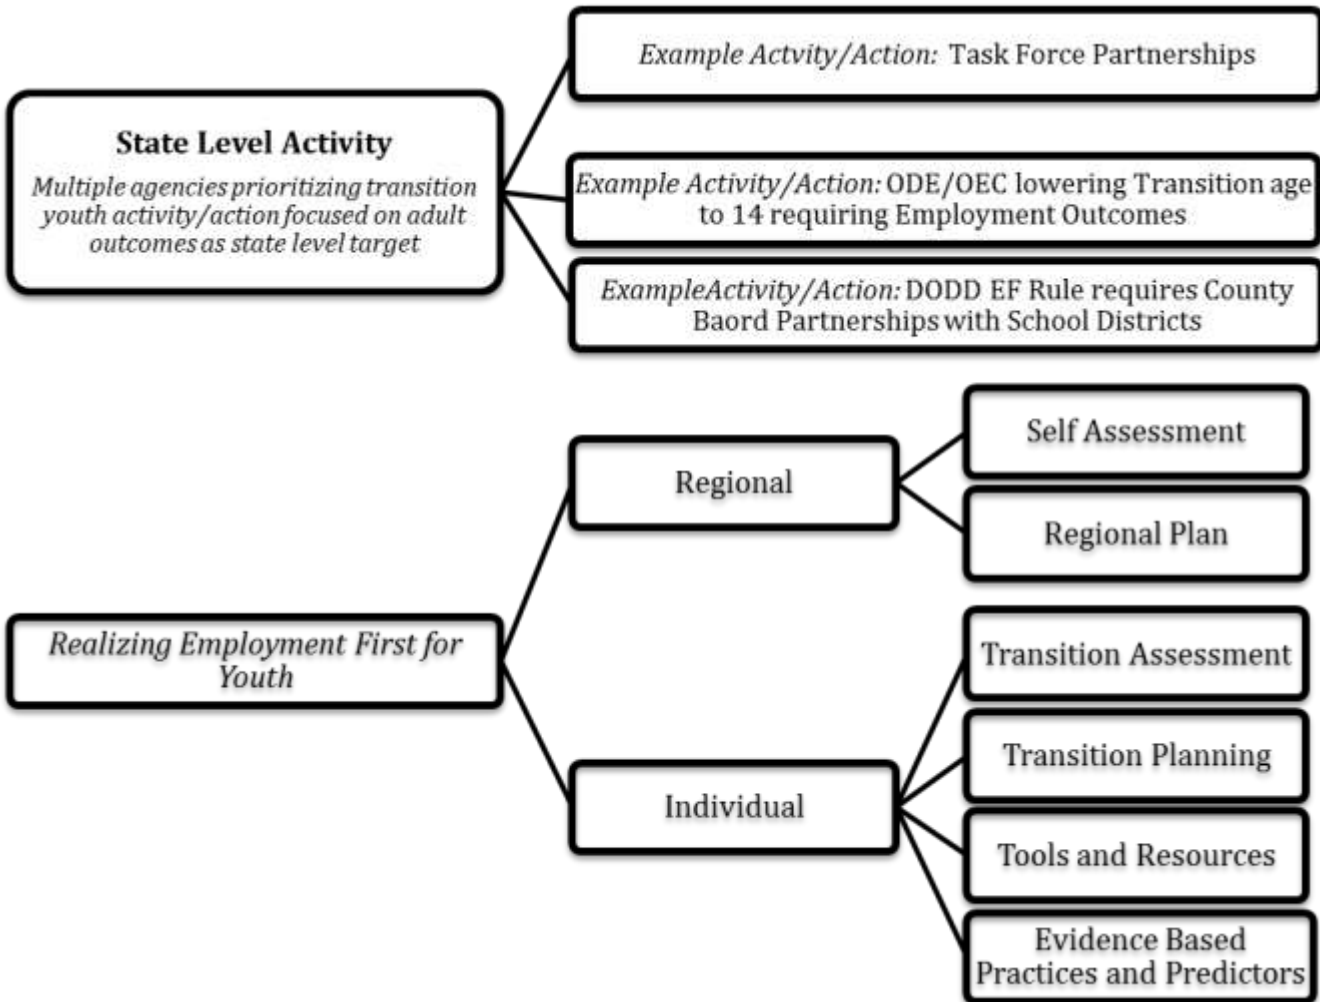 Example Actvity/Action: Task Force Partnerships
State Level Activity
Multiple agencies prioritizing transition
youth activity/action focused on adult
outcomes as state level target
Example Activity/Action: ODE/OEC lowering Transition age
to 14 requiring Employment Outcomes
ExampleActivity/Action: DODD EF Rule requires County
Baord Partnerships with School Districts
Realizing Employment First for
Youth
Regional
Self Assessment
Regional Plan
Individual
Transition Assessment
Transition Planning
Tools and Resources
Evidence Based
Practices and Predictors